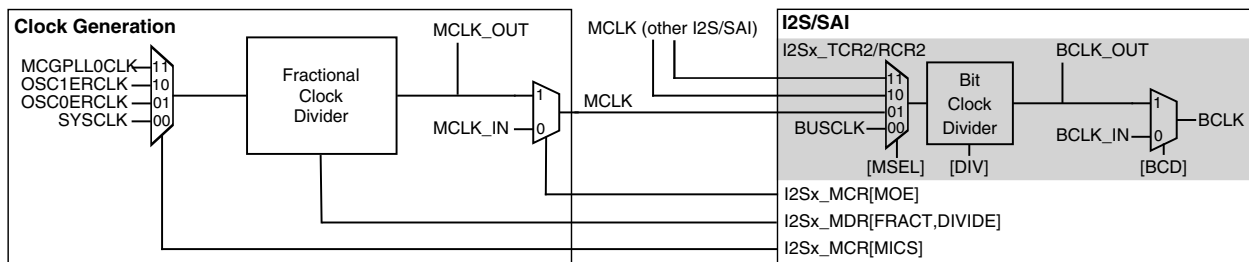 Clock Generation
MCGPLL0CLK
OSC1ERCLK
OSC0ERCLK
SYSCLK
11
10
01
00
Fractional
Clock
Divider
MCLK_OUT
MCLK_IN
1
0
MCLK
MCLK (other I2S/SAI)
I2S/SAI
I2Sx_TCR2/RCR2
11
10
01
00
BUSCLK
[MSEL]
Bit
Clock
Divider
[DIV]
BCLK_OUT
BCLK_IN
1
0
BCLK
[BCD]
I2Sx_MCR[MOE]
I2Sx_MDR[FRACT,DIVIDE]
I2Sx_MCR[MICS]